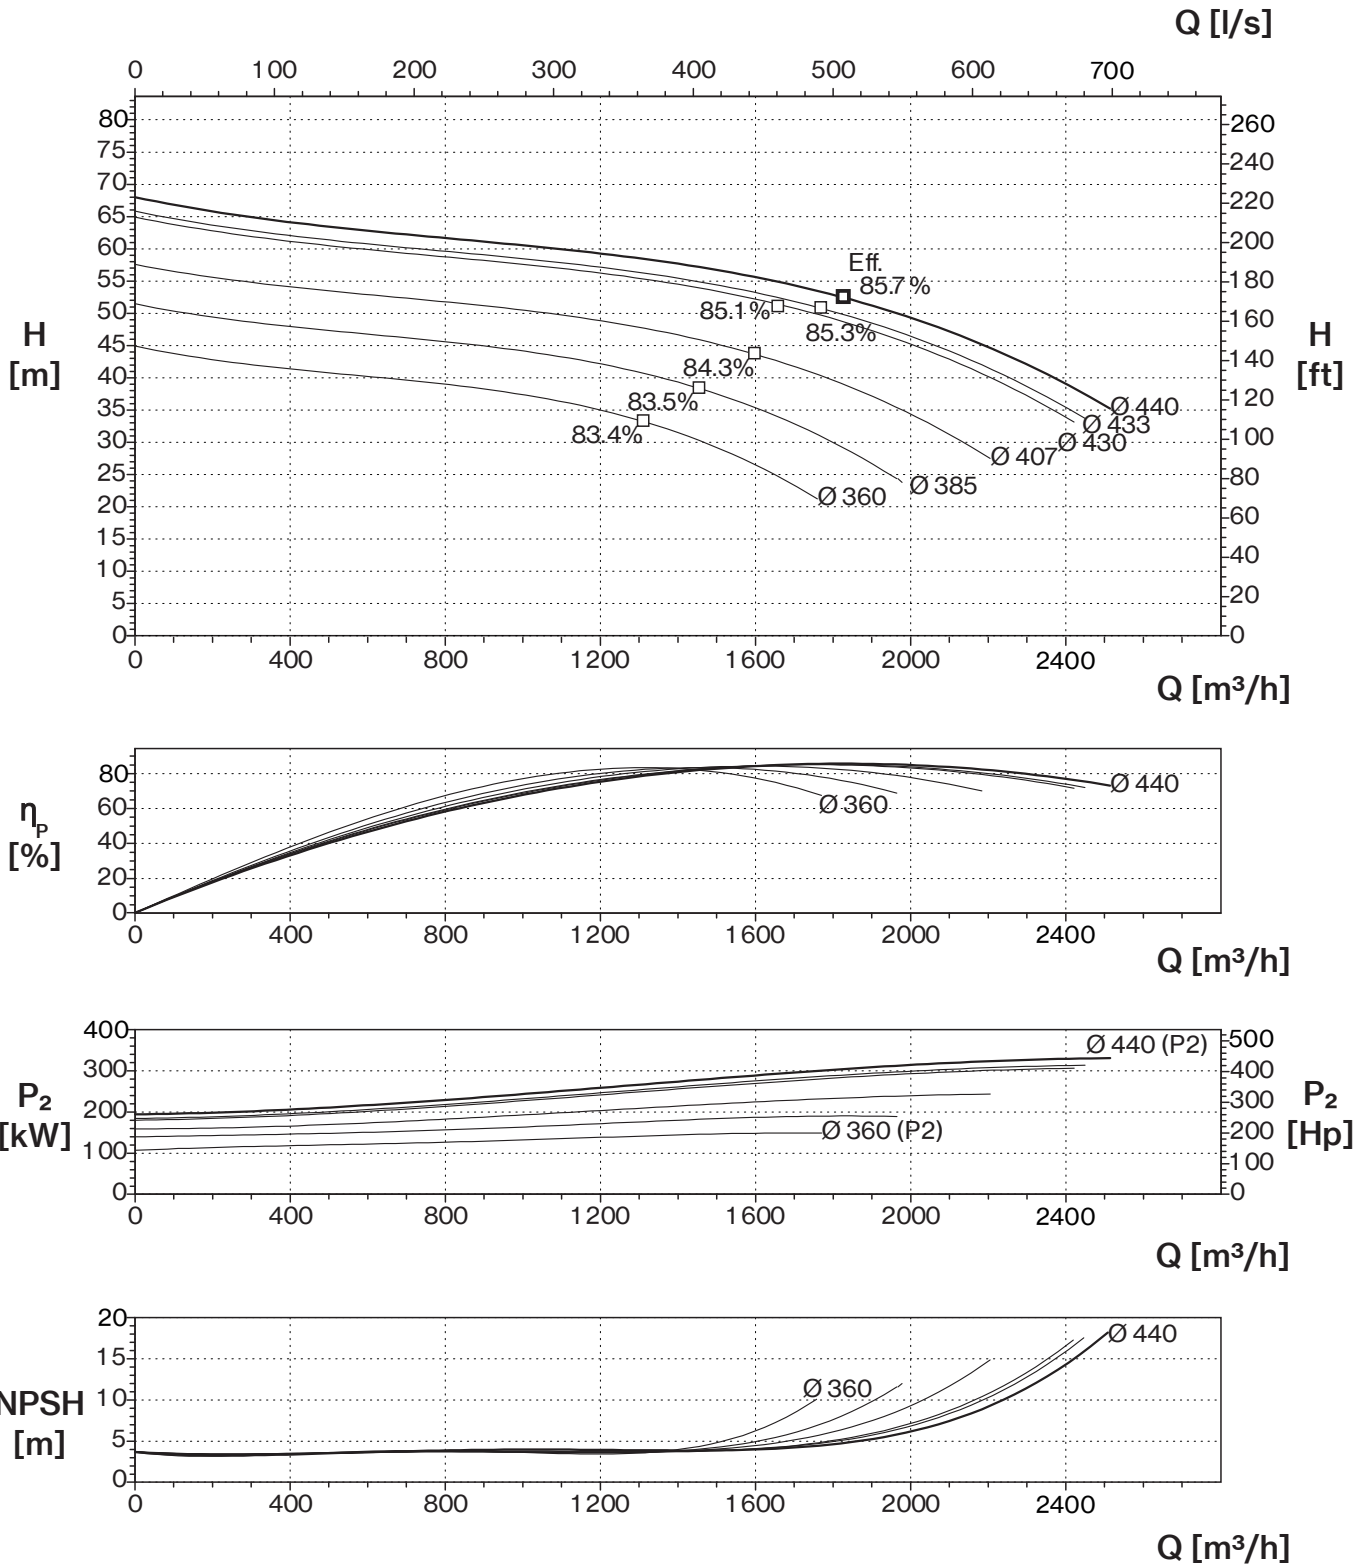 Q [l/s]
0 100 200 300 400 500 600 700
80
75
70
65
60
55
50
45
40
35
30
25
20
15
10
5
0
H
[m]
260
240
220
200
180
160
140
120
100
80
60
40
20
0
H
[ft]
Eff.
85.7 %
85.1 %
85.3%
84.3%
83.5%
83.4%
Ø 440
Ø 433
Ø 430
Ø 407
Ø 385
Ø 360
0 400 800 1200 1600 2000 2400
Q [m³/h]
80
60
40
20
0
ηP
[%]
Ø 440
Ø 360
0 400 800 1200 1600 2000 2400
Q [m³/h]
400
300
200
100
0
P₂
[kW]
Ø 440 (P2)
Ø 360 (P2)
500
400
300
200
100
0
P₂
[Hp]
0 400 800 1200 1600 2000 2400
Q [m³/h]
20
15
10
5
0
NPSH
[m]
Ø 440
Ø 360
0 400 800 1200 1600 2000 2400
Q [m³/h]